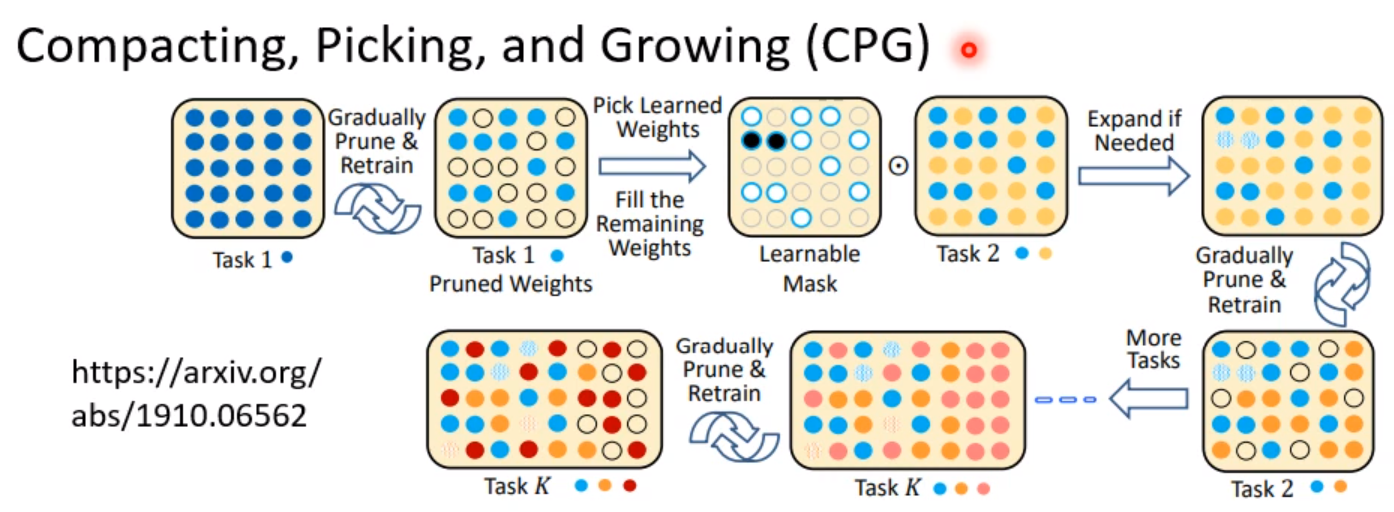 Compacting, Picking, and Growing (CPG)
Gradually
Prune &
Retrain
Pick Learned
Weights
Fill the
Remaining
Weights
Expand if
Needed
Task 1
Task 1
Pruned Weights
Learnable
Mask
Task 2
Gradually
Prune &
Retrain
https://arxiv.org/
abs/1910.06562
Gradually
Prune &
Retrain
More
Tasks
Task K
Task K
Task 2